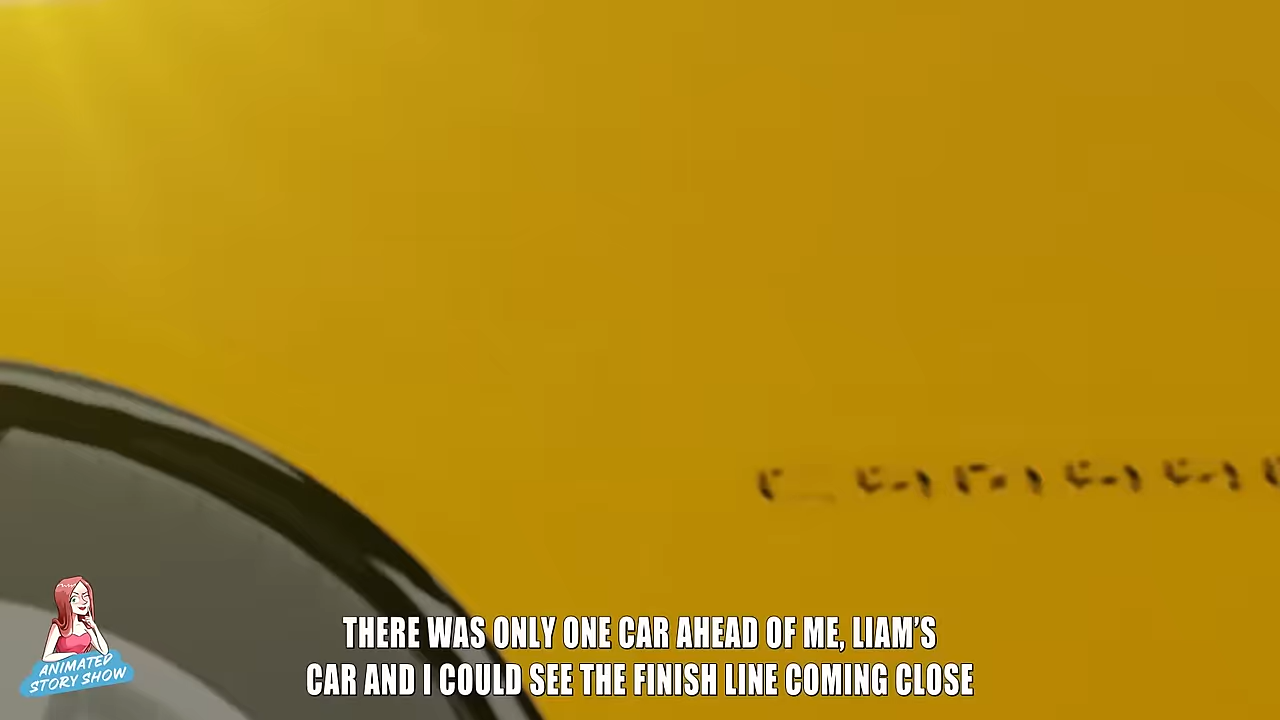 THERE WAS ONLY ONE CAR AHEAD OF ME, LIAM'S
CAR AND I COULD SEE THE FINISH LINE COMING CLOSE
ANIMATED
STORY SHOW